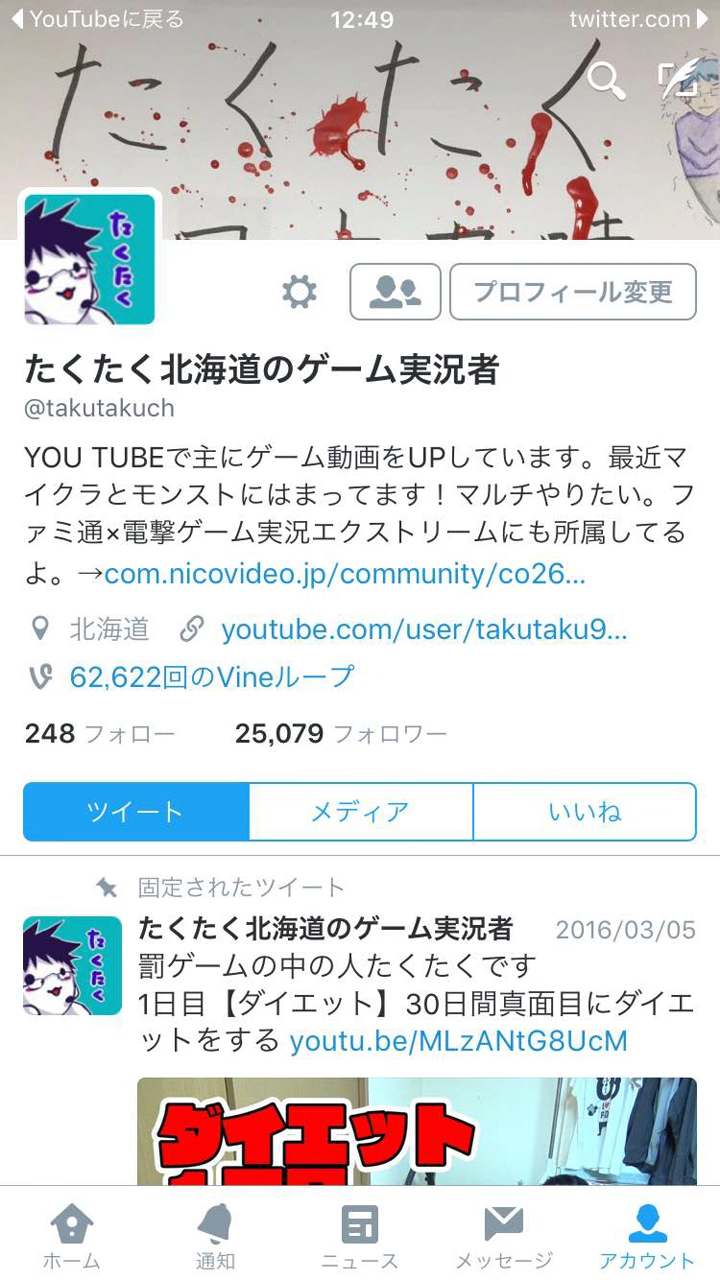 YouTubeに戻る 12:49 twitter.com
たくたく
たくたく
プロフィール変更
たくたく北海道のゲーム実況者
@takutakuch
YOU TUBEで主にゲーム動画をUPしています。最近マ
イクラとモンストにはまってます！マルチやりたい。フ
ァミ通×電撃ゲーム実況エクストリームにも所属してる
よ。→com.nicovideo.jp/community/co26...
北海道 youtube.com/user/takutaku9...
62,622回のVineループ
248 フォロー 25,079 フォロワー
ツイート メディア いいね
固定されたツイート
たくたく北海道のゲーム実況者 2016/03/05
たくたく
罰ゲームの中の人たくたくです
1日目【ダイエット】30日間真面目にダイエ
ットをする youtu.be/MLzANtG8UcM
ダイエット
ホーム 通知 ニュース メッセージ アカウント